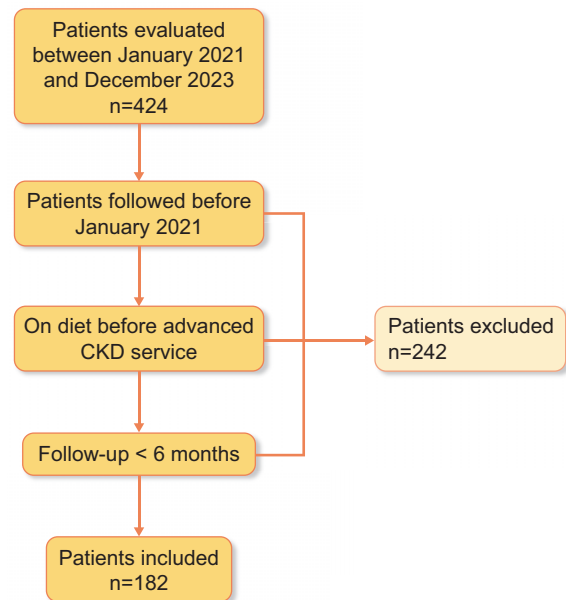 Patients evaluated
between January 2021
and December 2023
n=424
Patients followed before
January 2021
On diet before advanced
CKD service
Patients excluded
n=242
Follow-up < 6 months
Patients included
n=182